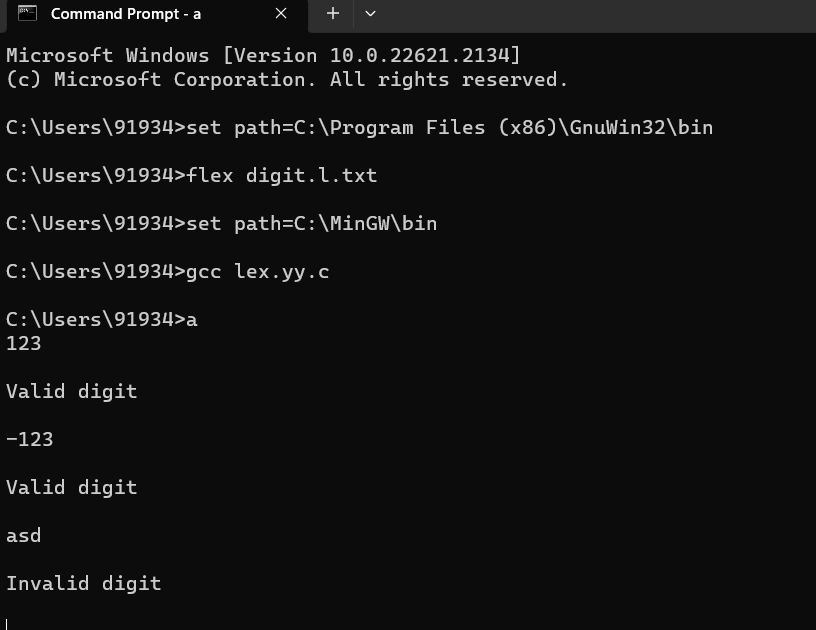 Command Prompt - a
Microsoft Windows [Version 10.0.22621.2134]
(c) Microsoft Corporation. All rights reserved.
C:\Users\91934>set path=C:\Program Files (x86)\GnuWin32\bin
C:\Users\91934>flex digit.l.txt
C:\Users\91934>set path=C:\MinGW\bin
C:\Users\91934>gcc lex.yy.c
C:\Users\91934>a
123
Valid digit
-123
Valid digit
asd
Invalid digit